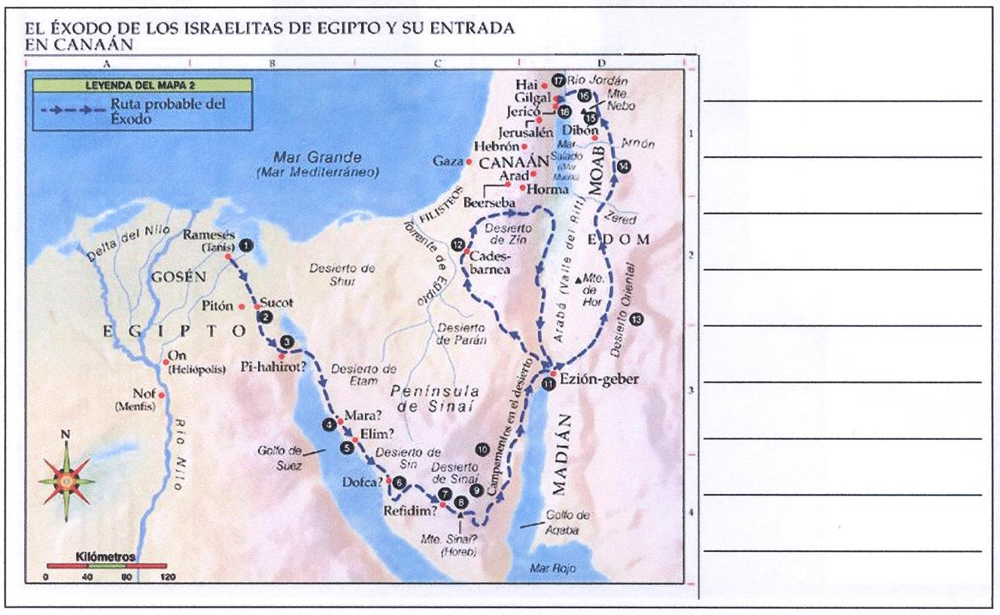 EL ÉXODO DE LOS ISRAELITAS DE EGIPTO Y SU ENTRADA
EN CANAÁN
A
B
C
D
LEYENDA DEL MAPA 2
Ruta probable del
Éxodo
Mar Grande
(Mar Mediterráneo)
Hai
17
Río Jordán
Gilgal
16
Mte.
Nebo
Jericó
18
15
Jerusalén
Dibón
1
Hebrón
Mar
Salado
(Mar
Muerto)
Arnón
Gaza
CANAÁN
MOAB
14
Arad
Horma
Beerseba
FILISTEOS
Zered
EDOM
Delta del Nilo
Ramesés
(Tanis)
1
Torrente de
Egipto
Desierto
de Zin
12
Cades-
barnea
Arabá (Valle del Rift)
2
GOSÉN
Desierto de
Shur
Mte.
de
Hor
Desierto Oriental
13
Pitón
Sucot
2
EGIPTO
3
Desierto
de Parán
On
(Heliópolis)
Pi-hahirot?
Desierto de
Etam
Península
de Sinaí
Ezión-geber
11
3
Nof
(Menfis)
Río Nilo
Mara?
4
Elim?
5
Campamentos en el desierto
MADIÁN
N
Golfo de
Suez
Desierto de
Sin
10
Desierto
de Sinaí
Dofca?
6
7
8
9
Refidim?
4
Mte. Sinaí?
(Horeb)
Golfo de
Aqaba
Mar Rojo
Kilómetros
0 40 80 120